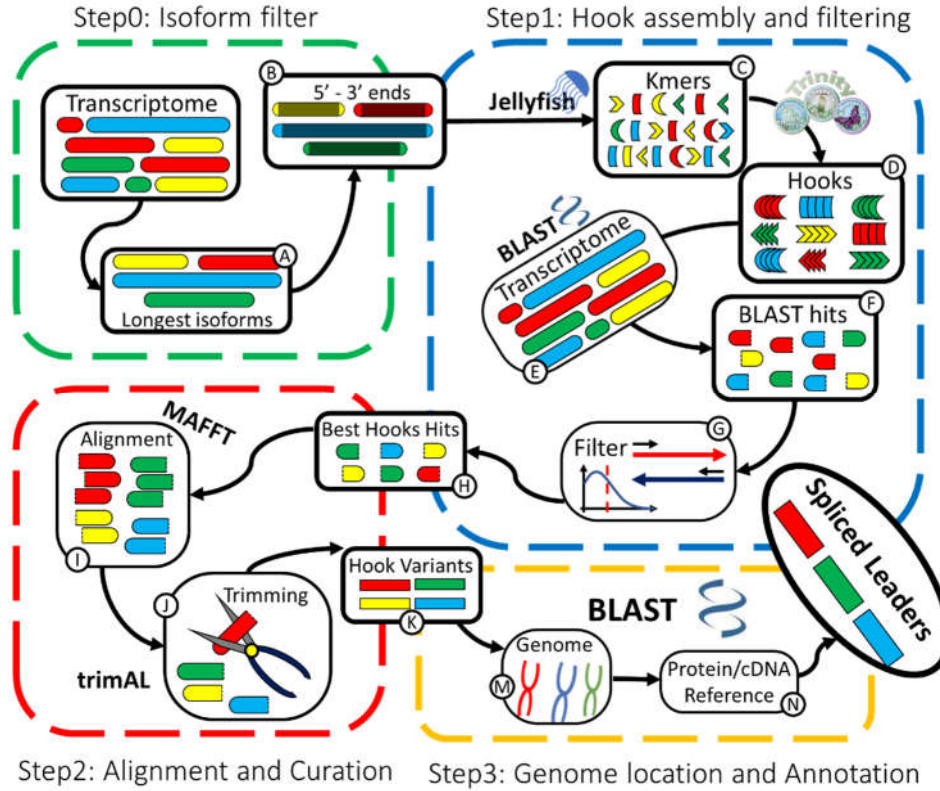 Step0: Isoform filter
Transcriptome
A
Longest isoforms
B
5’ - 3’ ends
Step1: Hook assembly and filtering
Jellyfish
C
Kmers
Trinity
D
Hooks
BLAST
Transcriptome
E
F
BLAST hits
G
Filter
Best Hooks Hits
H
MAFFT
Alignment
I
J
Trimming
trimAL
Hook Variants
K
Step2: Alignment and Curation
BLAST
Genome
M
Protein/cDNA
Reference
N
Spliced Leaders
Step3: Genome location and Annotation